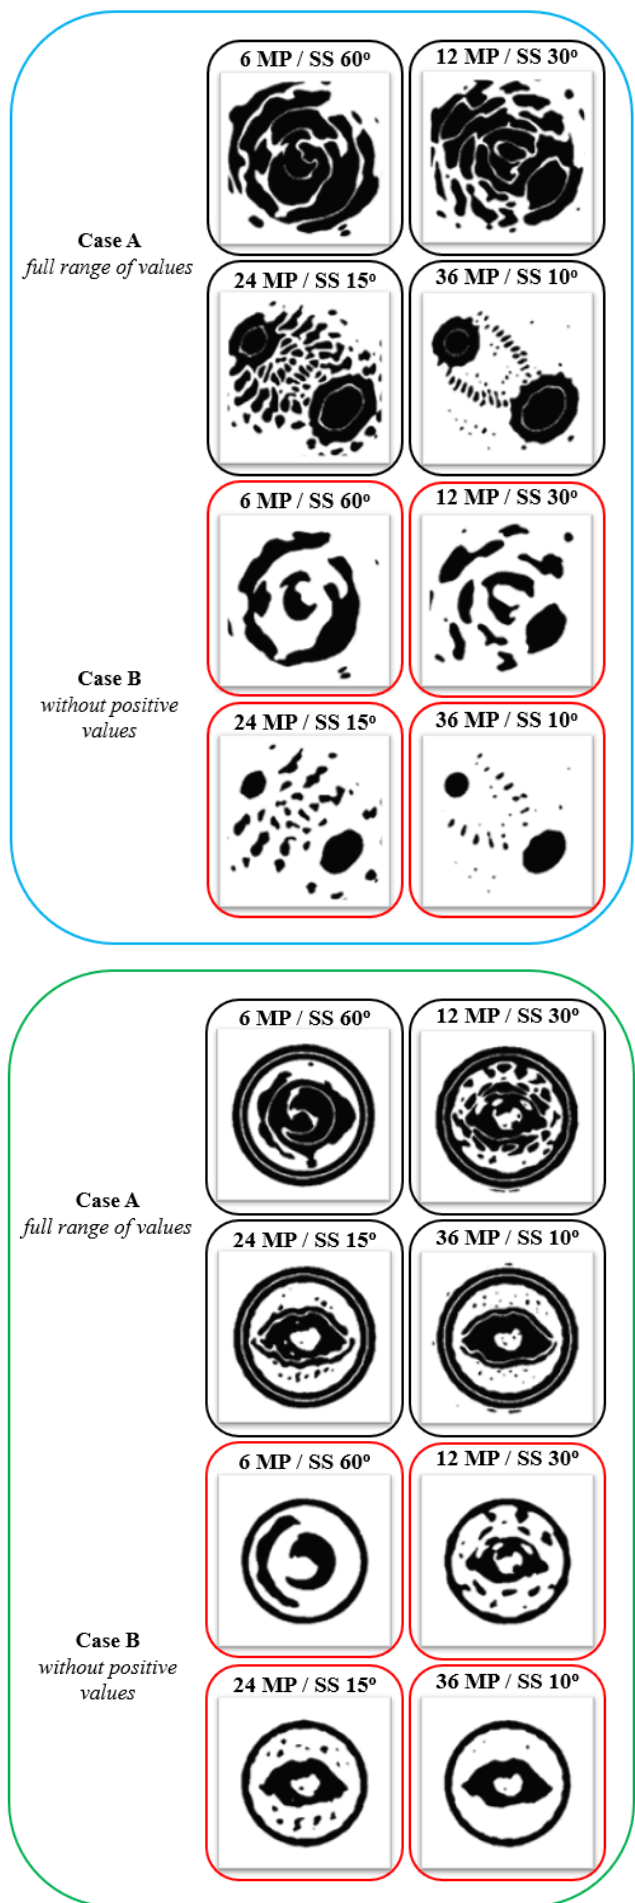 6 MP / SS 60º
12 MP / SS 30º
Case A
full range of values
24 MP / SS 15º
36 MP / SS 10º
6 MP / SS 60º
12 MP / SS 30º
Case B
without positive
values
24 MP / SS 15º
36 MP / SS 10º
6 MP / SS 60º
12 MP / SS 30º
Case A
full range of values
24 MP / SS 15º
36 MP / SS 10º
6 MP / SS 60º
12 MP / SS 30º
Case B
without positive
values
24 MP / SS 15º
36 MP / SS 10º